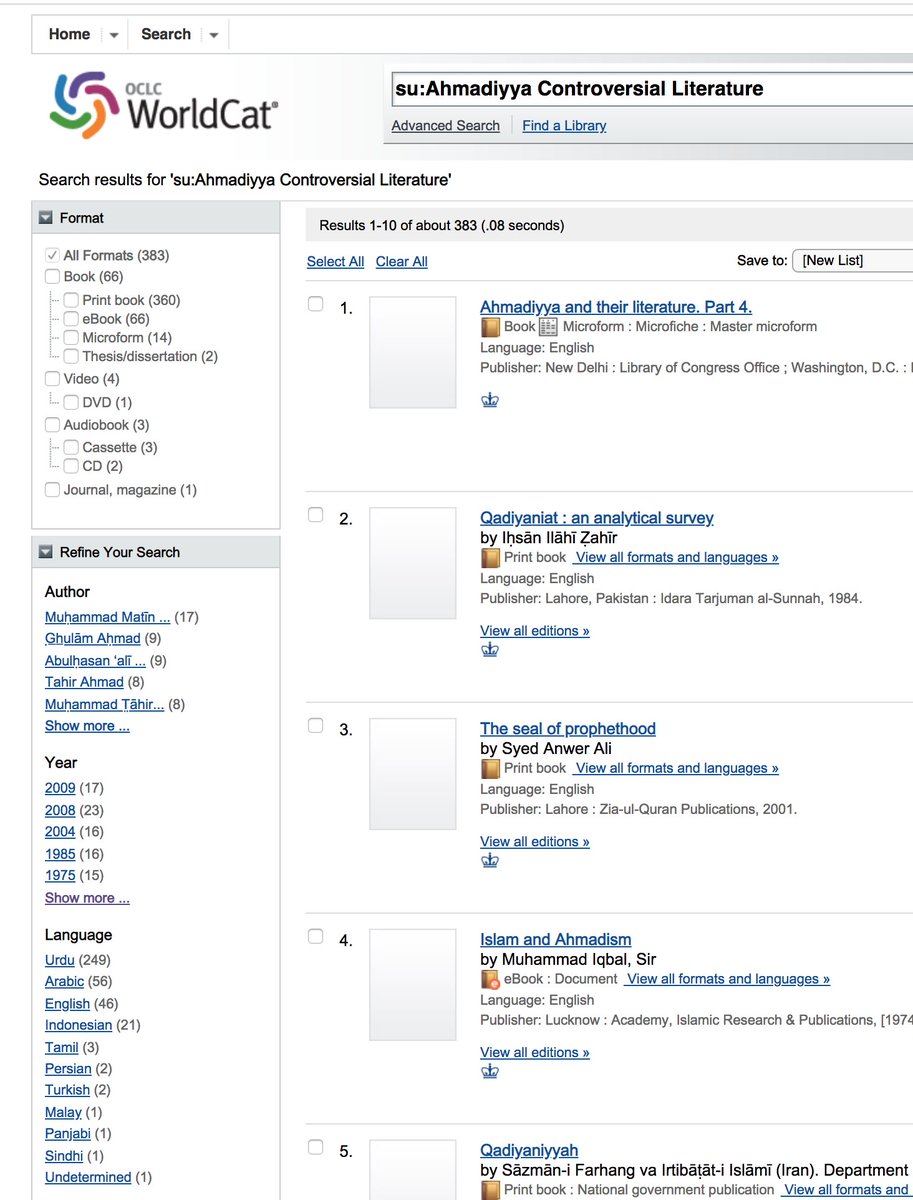 Home
Search
OCLC
WorldCat®
su:Ahmadiyya Controversial Literature
Advanced Search
Find a Library
Search results for 'su:Ahmadiyya Controversial Literature'
Format
All Formats (383)
Book (66)
Print book (360)
eBook (66)
Microform (14)
Thesis/dissertation (2)
Video (4)
DVD (1)
Audiobook (3)
Cassette (3)
CD (2)
Journal, magazine (1)
Refine Your Search
Author
Muḥammad Matīn ... (17)
Ghulām Aḥmad (9)
Abulḥasan ʻalī ... (9)
Tahir Ahmad (8)
Muḥammad Ṭāhir... (8)
Show more ...
Year
2009 (17)
2008 (23)
2004 (16)
1985 (16)
1975 (15)
Show more ...
Language
Urdu (249)
Arabic (56)
English (46)
Indonesian (21)
Tamil (3)
Persian (2)
Turkish (2)
Malay (1)
Panjabi (1)
Sindhi (1)
Undetermined (1)
Results 1-10 of about 383 (.08 seconds)
Select All Clear All
Save to: [New List]
1.
Ahmadiyya and their literature. Part 4.
Book Microform : Microfiche : Master microform
Language: English
Publisher: New Delhi : Library of Congress Office ; Washington, D.C. :
2.
Qadiyaniat : an analytical survey
by Iḥsān Ilāhī Ẓahīr
Print book View all formats and languages »
Language: English
Publisher: Lahore, Pakistan : Idara Tarjuman al-Sunnah, 1984.
View all editions »
3.
The seal of prophethood
by Syed Anwer Ali
Print book View all formats and languages »
Language: English
Publisher: Lahore : Zia-ul-Quran Publications, 2001.
View all editions »
4.
Islam and Ahmadism
by Muhammad Iqbal, Sir
eBook : Document View all formats and languages »
Language: English
Publisher: Lucknow : Academy, Islamic Research & Publications, [1974
View all editions »
5.
Qadiyaniyyah
by Sāzmān-i Farhang va Irtibāṭāt-i Islāmī (Iran). Department
Print book : National government publication View all formats and